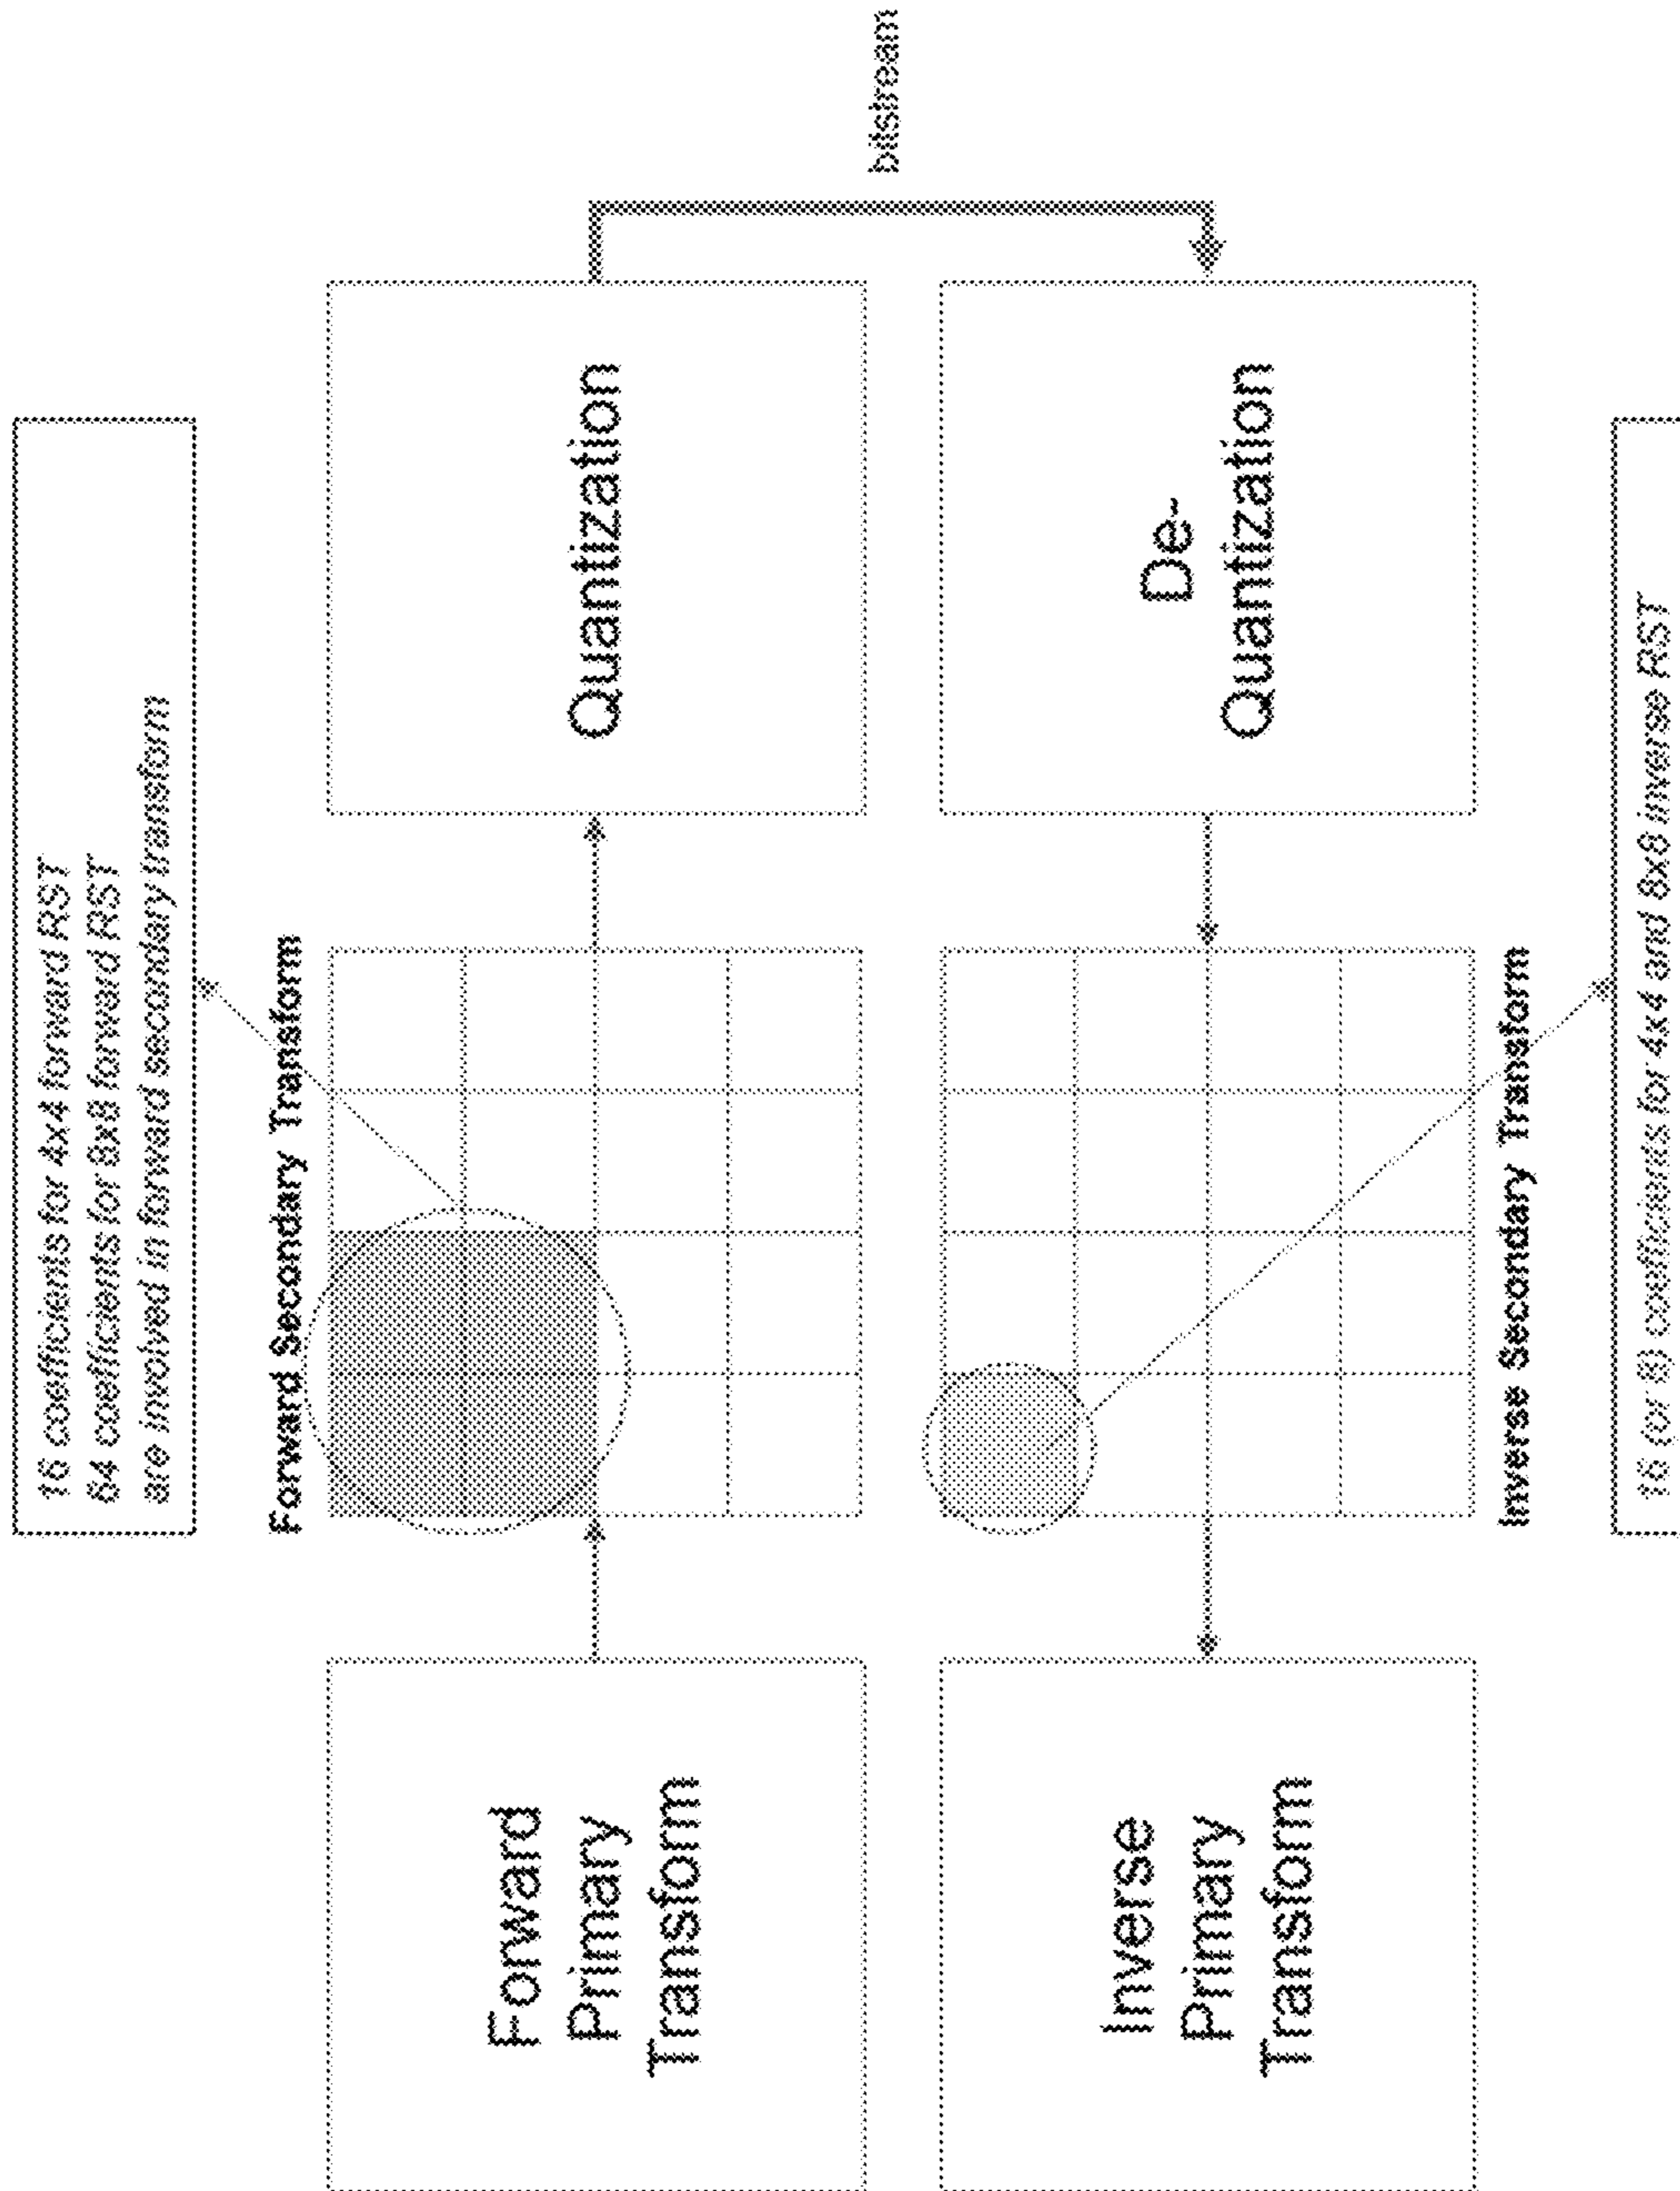 16 coefficients for 4x4 forward RST
64 coefficients for 8x8 forward RST
are involved in forward secondary transform
Forward Secondary Transform
Forward
Primary
Transform
Quantization
bitstream
Inverse
Primary
Transform
De-
Quantization
Inverse Secondary Transform
16 (or 8) coefficients for 4x4 and 8x8 inverse RST